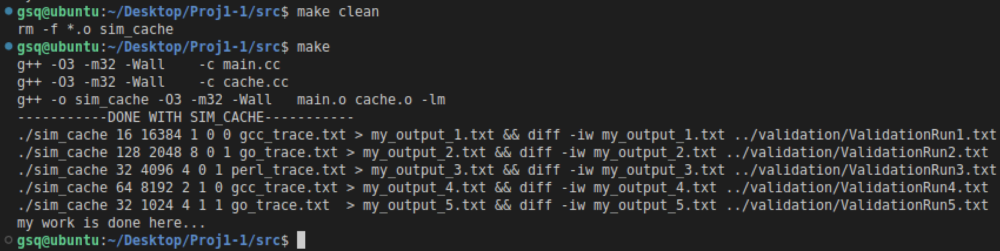 gsq@ubuntu:~/Desktop/Proj1-1/src$ make clean
rm -f *.o sim_cache
gsq@ubuntu:~/Desktop/Proj1-1/src$ make
g++ -O3 -m32 -Wall    -c main.cc
g++ -O3 -m32 -Wall    -c cache.cc
g++ -o sim_cache -O3 -m32 -Wall   main.o cache.o -lm
-----------DONE WITH SIM_CACHE-----------
./sim_cache 16 16384 1 0 0 gcc_trace.txt > my_output_1.txt && diff -iw my_output_1.txt ../validation/ValidationRun1.txt
./sim_cache 128 2048 8 0 1 go_trace.txt > my_output_2.txt && diff -iw my_output_2.txt ../validation/ValidationRun2.txt
./sim_cache 32 4096 4 0 1 perl_trace.txt > my_output_3.txt && diff -iw my_output_3.txt ../validation/ValidationRun3.txt
./sim_cache 64 8192 2 1 0 gcc_trace.txt > my_output_4.txt && diff -iw my_output_4.txt ../validation/ValidationRun4.txt
./sim_cache 32 1024 4 1 1 go_trace.txt  > my_output_5.txt && diff -iw my_output_5.txt ../validation/ValidationRun5.txt
my work is done here...
gsq@ubuntu:~/Desktop/Proj1-1/src$